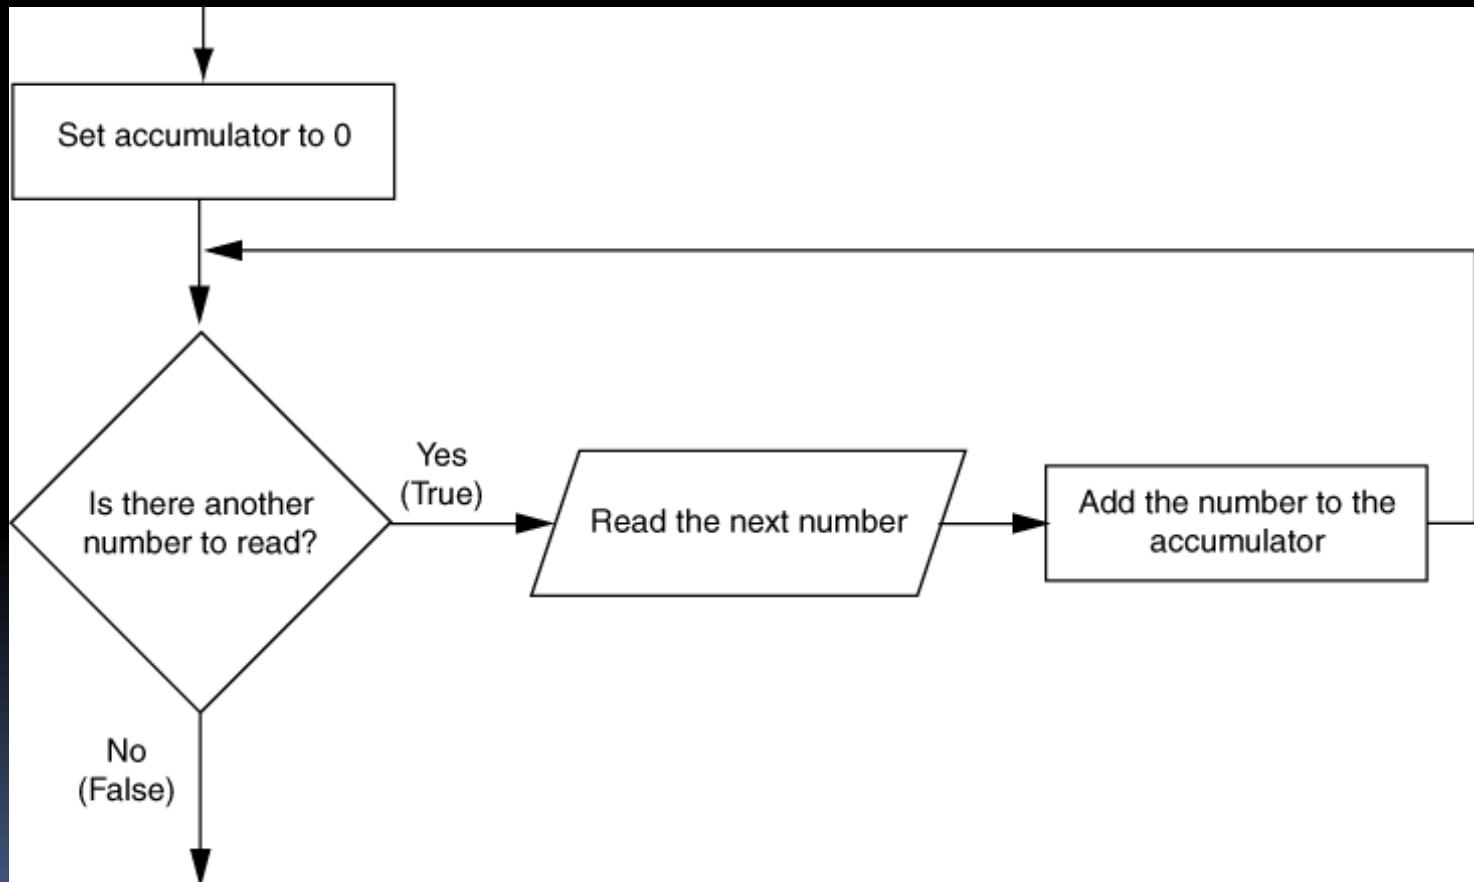 Set accumulator to 0
Is there another
number to read?
Yes
(True)
Read the next number
Add the number to the
accumulator
No
(False)